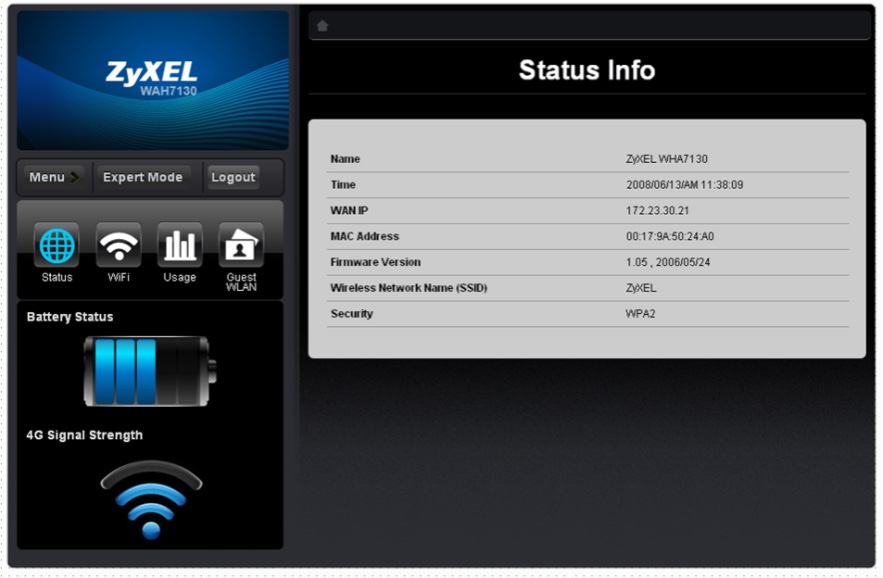 ZyXEL
WAH7130
Menu > Expert Mode Logout
Status WiFi Usage Guest
WLAN
Battery Status
4G Signal Strength
Status Info
Name ZyXEL WHA7130
Time 2008/06/13/AM 11:38:09
WAN IP 172.23.30.21
MAC Address 00:17:9A:50:24:A0
Firmware Version 1.05 , 2006/05/24
Wireless Network Name (SSID) ZyXEL
Security WPA2